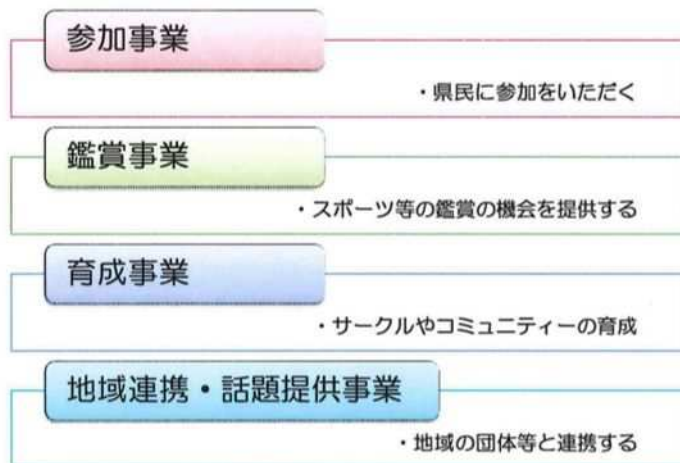 参加事業
・県民に参加をいただく
鑑賞事業
・スポーツ等の鑑賞の機会を提供する
育成事業
・サークルやコミュニティーの育成
地域連携・話題提供事業
・地域の団体等と連携する